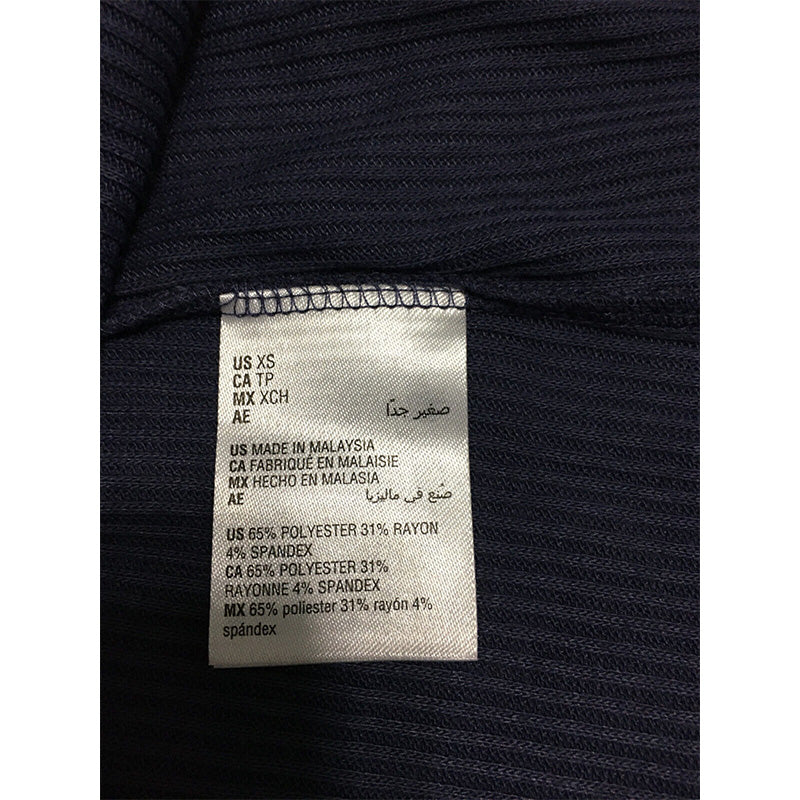 US XS
CA TP
MX XCH
AE صغير جدًا
US MADE IN MALAYSIA
CA FABRIQUÉ EN MALAISIE
MX HECHO EN MALASIA
AE صُنع في ماليزيا
US 65% POLYESTER 31% RAYON
4% SPANDEX
CA 65% POLYESTER 31%
RAYONNE 4% SPANDEX
MX 65% poliester 31% rayón 4%
spándex